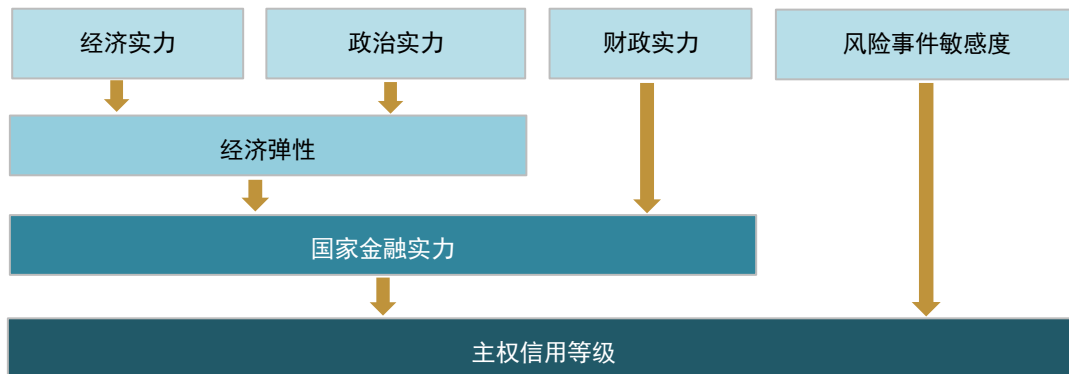 经济实力
政治实力
财政实力
风险事件敏感度
经济弹性
国家金融实力
主权信用等级